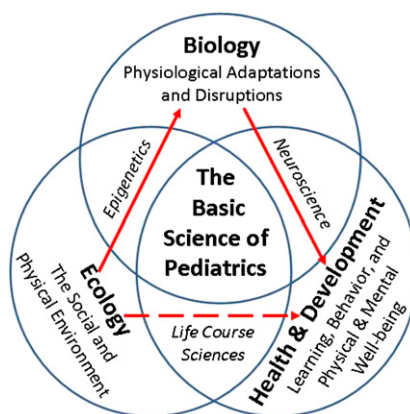 Biology
Physiological Adaptations
and Disruptions
Epigenetics
Neuroscience
The
Basic
Science of
Pediatrics
Ecology
The Social and
Physical Environment
Life Course
Sciences
Health & Development
Learning, Behavior, and
Physical & Mental
Well-being